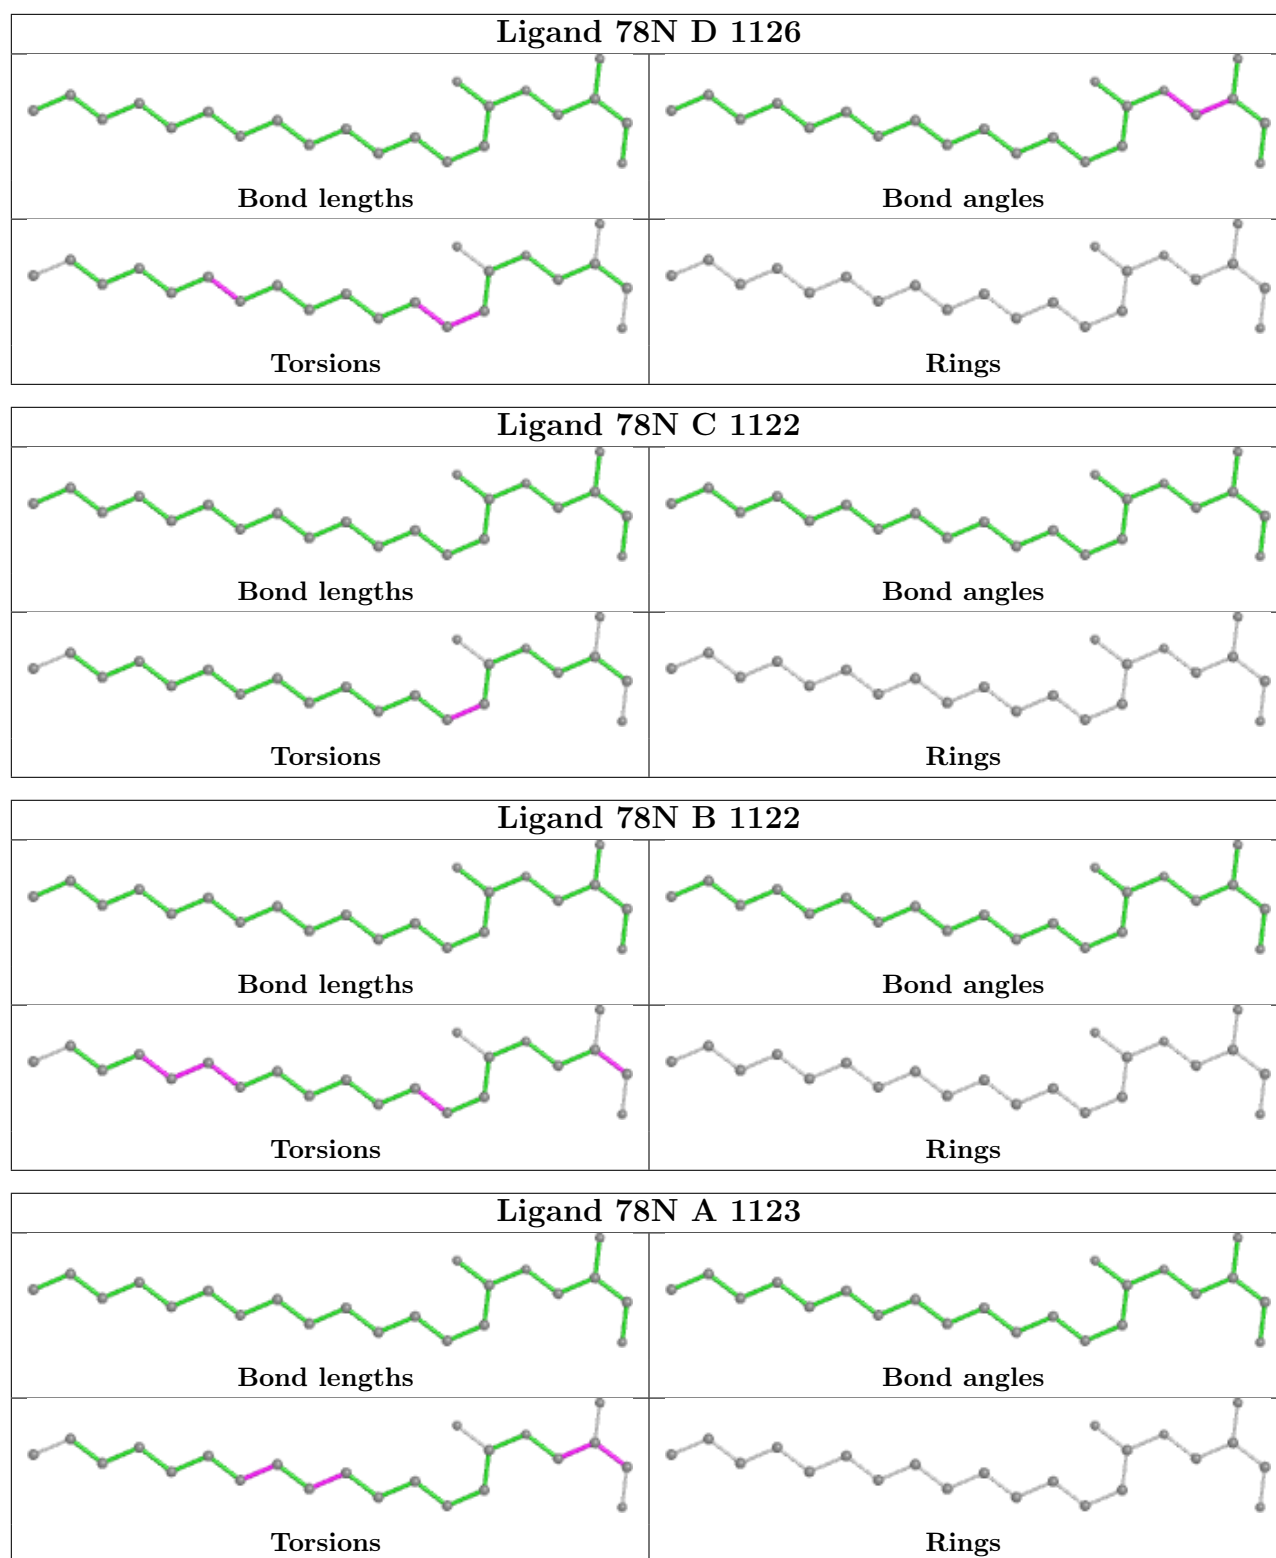 Ligand 78N D 1126
Bond lengths Bond angles
Torsions Rings
Ligand 78N C 1122
Bond lengths Bond angles
Torsions Rings
Ligand 78N B 1122
Bond lengths Bond angles
Torsions Rings
Ligand 78N A 1123
Bond lengths Bond angles
Torsions Rings